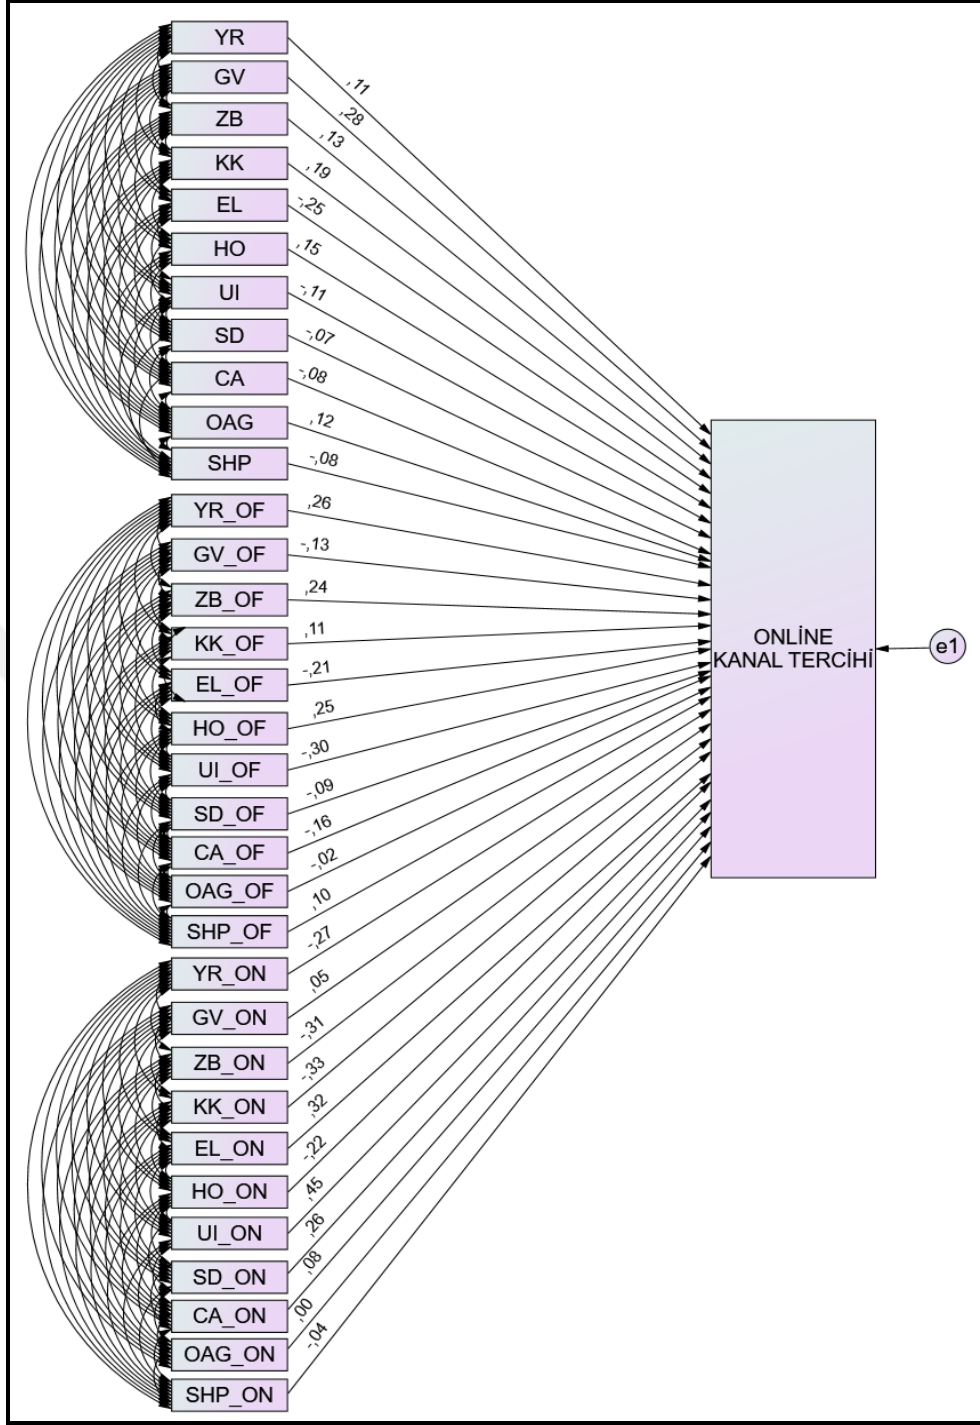 YR
,11
GV
,28
ZB
,13
KK
,19
EL
-,25
HO
,15
UI
-,11
SD
-,07
CA
-,08
OAG
,12
SHP
-,08
YR_OF
,26
GV_OF
-,13
ZB_OF
,24
KK_OF
,11
EL_OF
-,21
HO_OF
,25
UI_OF
-,30
SD_OF
-,09
CA_OF
-,16
OAG_OF
-,02
SHP_OF
,10
YR_ON
-,27
GV_ON
,05
ZB_ON
-,31
KK_ON
-,33
EL_ON
,32
HO_ON
-,22
UI_ON
,45
SD_ON
,26
CA_ON
,08
OAG_ON
,00
SHP_ON
-,04
ONLİNE
KANAL TERCİHİ
e1